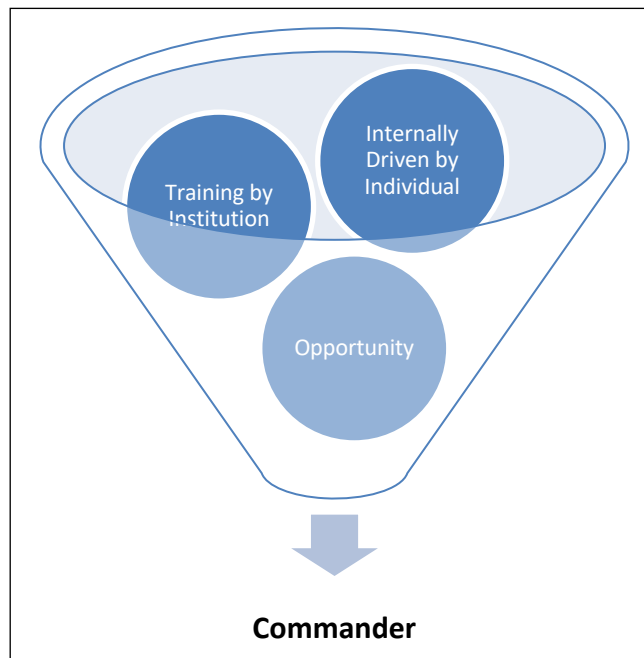 Internally
Driven by
Individual
Training by
Institution
Opportunity
Commander